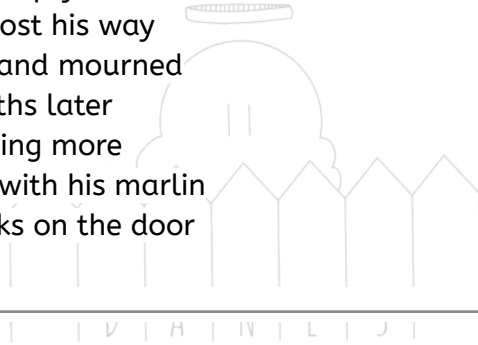 ost his way
and mourned
ths later
ing more
with his marlin
ks on the door